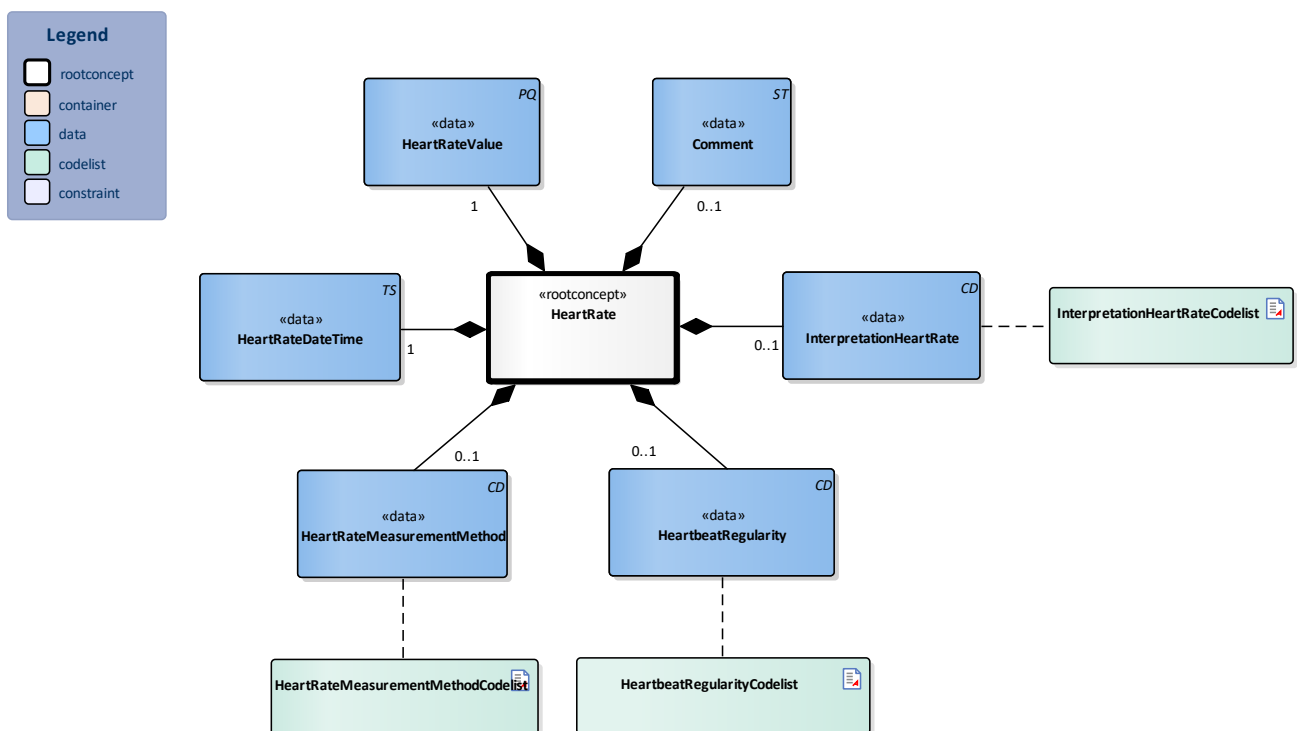 Legend
rootconcept
container
data
codelist
constraint
PQ
«data»
HeartRateValue
1
ST
«data»
Comment
0..1
TS
«data»
HeartRateDateTime
1
«rootconcept»
HeartRate
CD
«data»
InterpretationHeartRate
0..1
InterpretationHeartRateCodelist
0..1
CD
«data»
HeartRateMeasurementMethod
0..1
CD
«data»
HeartbeatRegularity
HeartRateMeasurementMethodCodelist
HeartbeatRegularityCodelist